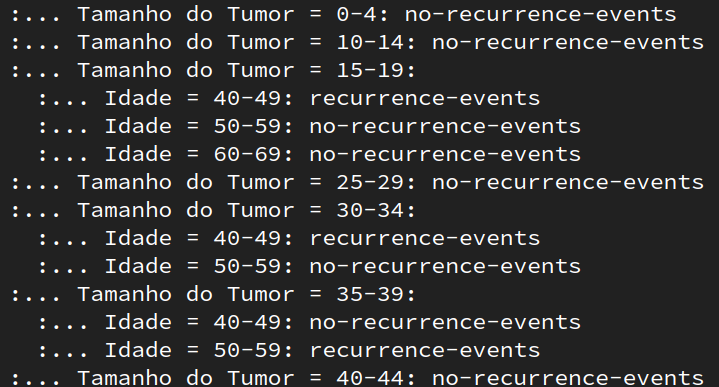 :... Tamanho do Tumor = 0-4: no-recurrence-events
:... Tamanho do Tumor = 10-14: no-recurrence-events
:... Tamanho do Tumor = 15-19:
:... Idade = 40-49: recurrence-events
:... Idade = 50-59: no-recurrence-events
:... Idade = 60-69: no-recurrence-events
:... Tamanho do Tumor = 25-29: no-recurrence-events
:... Tamanho do Tumor = 30-34:
:... Idade = 40-49: recurrence-events
:... Idade = 50-59: no-recurrence-events
:... Tamanho do Tumor = 35-39:
:... Idade = 40-49: no-recurrence-events
:... Idade = 50-59: recurrence-events
:... Tamanho do Tumor = 40-44: no-recurrence-events